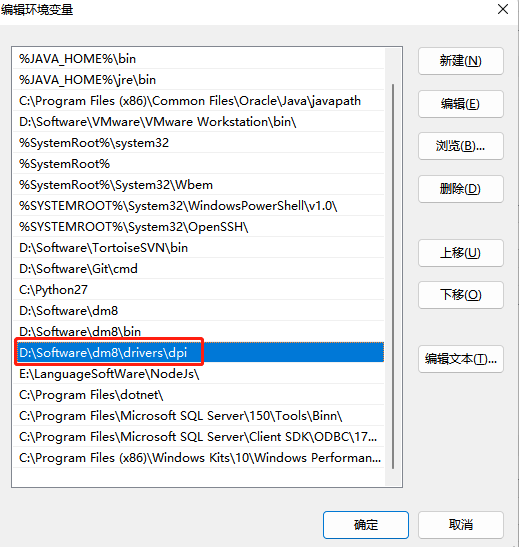 编辑环境变量
%JAVA_HOME%\bin
%JAVA_HOME%\jre\bin
C:\Program Files (x86)\Common Files\Oracle\Java\javapath
D:\Software\VMware\VMware Workstation\bin\
%SystemRoot%\system32
%SystemRoot%
%SystemRoot%\System32\Wbem
%SYSTEMROOT%\System32\WindowsPowerShell\v1.0\
%SYSTEMROOT%\System32\OpenSSH\
D:\Software\TortoiseSVN\bin
D:\Software\Git\cmd
C:\Python27
D:\Software\dm8
D:\Software\dm8\bin
D:\Software\dm8\drivers\dpi
E:\LanguageSoftWare\NodeJs\
C:\Program Files\dotnet\
C:\Program Files\Microsoft SQL Server\150\Tools\Binn\
C:\Program Files\Microsoft SQL Server\Client SDK\ODBC\17...
C:\Program Files (x86)\Windows Kits\10\Windows Performan...
新建(N)
编辑(E)
浏览(B)...
删除(D)
上移(U)
下移(O)
编辑文本(T)...
确定
取消